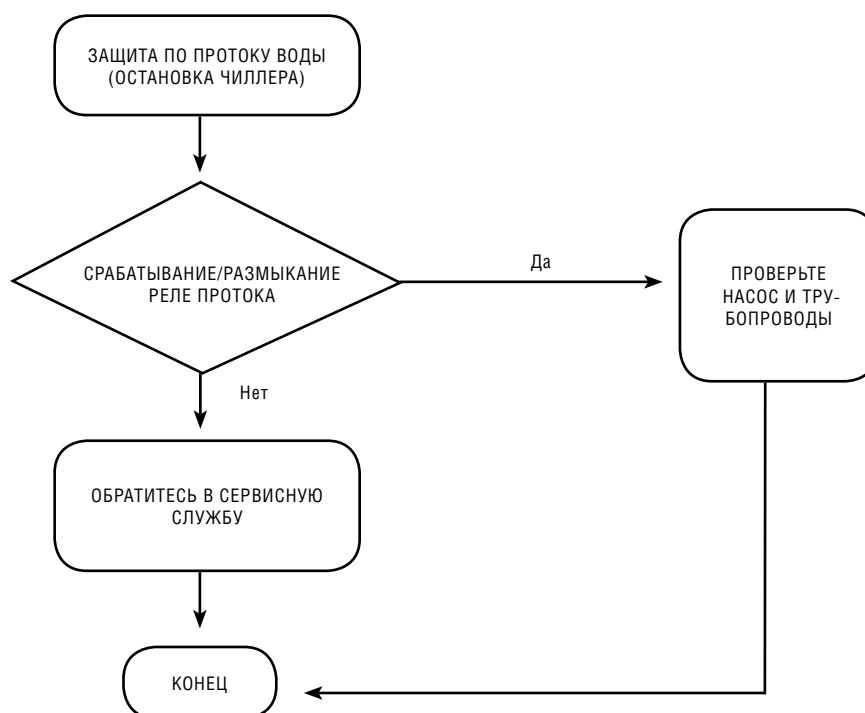 ЗАЩИТА ПО ПРОТОКУ ВОДЫ
(ОСТАНОВКА ЧИЛЛЕРА)
СРАБАТЫВАНИЕ/РАЗМЫКАНИЕ
РЕЛЕ ПРОТОКА
Да
ПРОВЕРЬТЕ
НАСОС И ТРУ-
БОПРОВОДЫ
Нет
ОБРАТИТЕСЬ В СЕРВИСНУЮ
СЛУЖБУ
КОНЕЦ